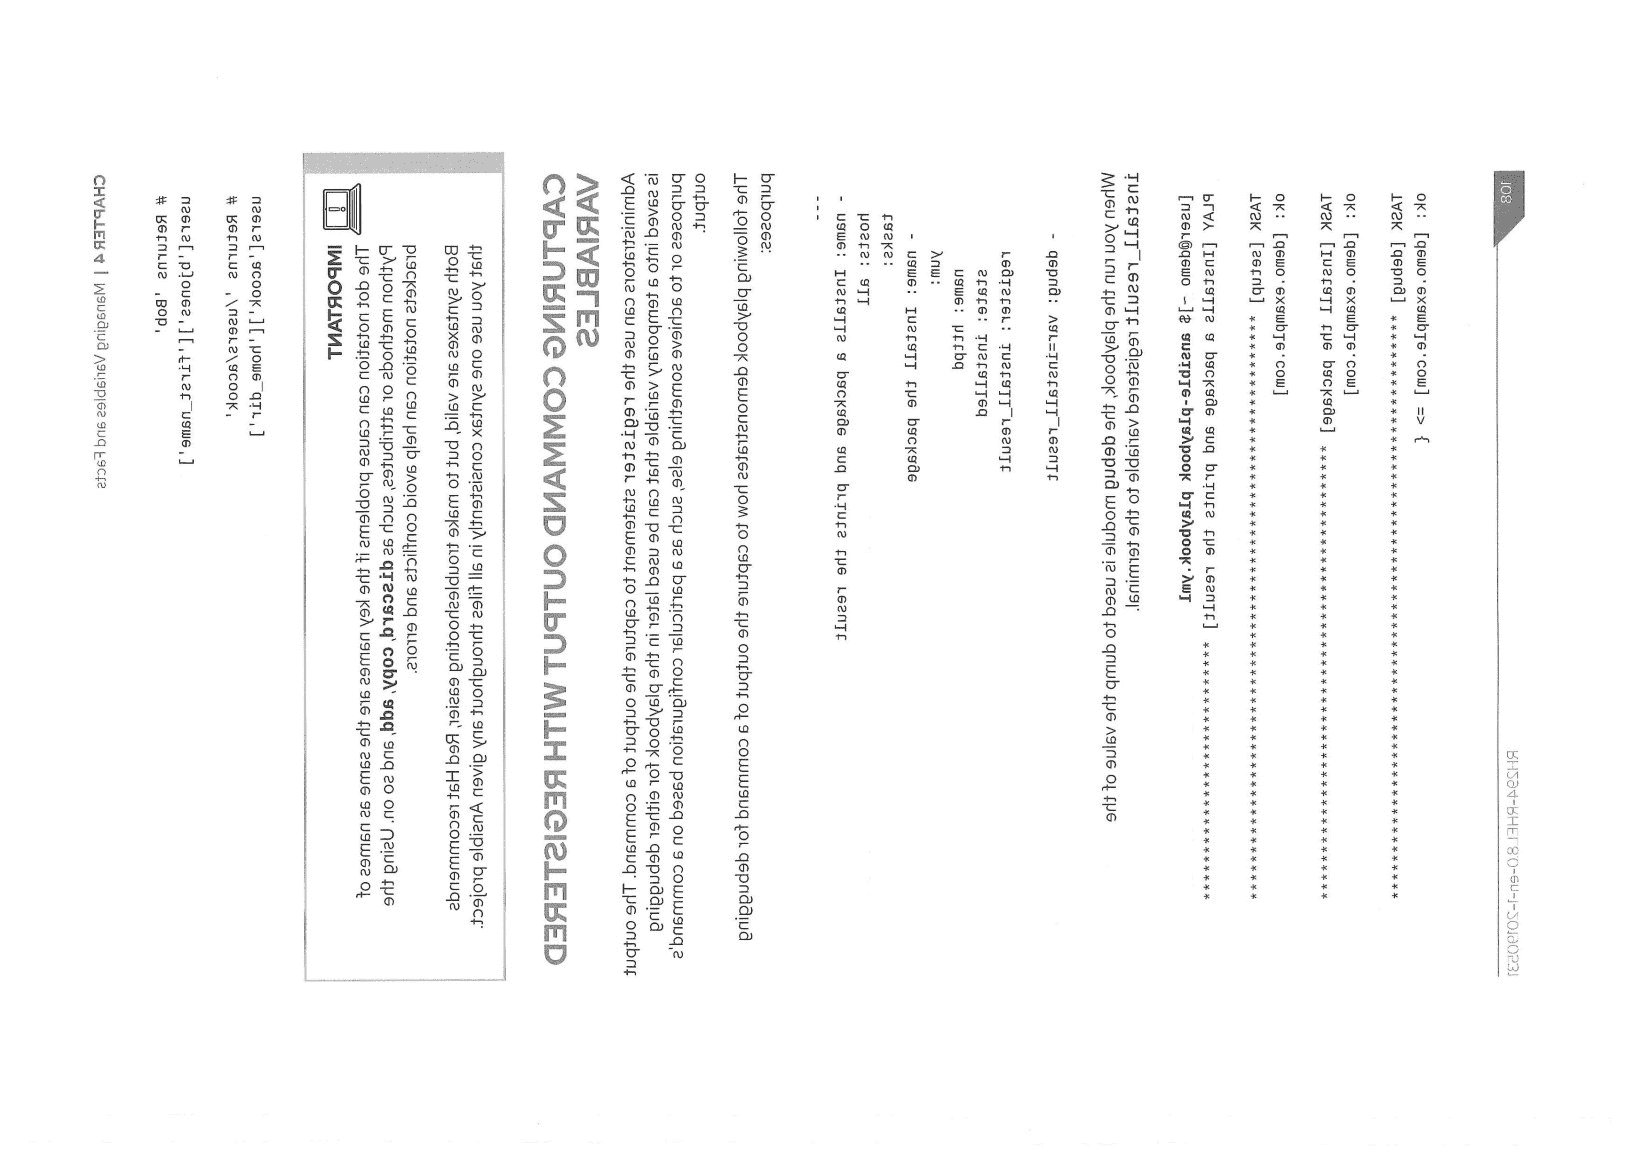 CHAPTER 4 | Managing Variables and Facts
# Returns 'Bob'
users['bjones']['first_name']
# Returns '/users/acook'
users['acook']['home_dir']
IMPORTANT
The dot notation can cause problems if the key names are the same as names of
Python methods or attributes, such as discard, copy, add, and so on. Using the
brackets notation can help avoid conflicts and errors.
Both syntaxes are valid, but to make troubleshooting easier, Red Hat recommends
that you use one syntax consistently in all files throughout any given Ansible project.
CAPTURING COMMAND OUTPUT WITH REGISTERED
VARIABLES
Administrators can use the register statement to capture the output of a command. The output
is saved into a temporary variable that can be used later in the playbook for either debugging
purposes or to achieve something else, such as a particular configuration based on a command's
output.
The following playbook demonstrates how to capture the output of a command for debugging
purposes:
---
- name: Installs a package and prints the result
hosts: all
tasks:
- name: Install the package
yum:
name: httpd
state: installed
register: install_result
- debug: var=install_result
When you run the playbook, the debug module is used to dump the value of the
install_result registered variable to the terminal.
[user@demo ~]$ ansible-playbook playbook.yml
PLAY [Installs a package and prints the result] ****************************
TASK [setup] ***************************************************************
ok: [demo.example.com]
TASK [Install the package] *************************************************
ok: [demo.example.com]
TASK [debug] ***************************************************************
ok: [demo.example.com] => {
108
RH294-RHEL8.0-en-1-20190531